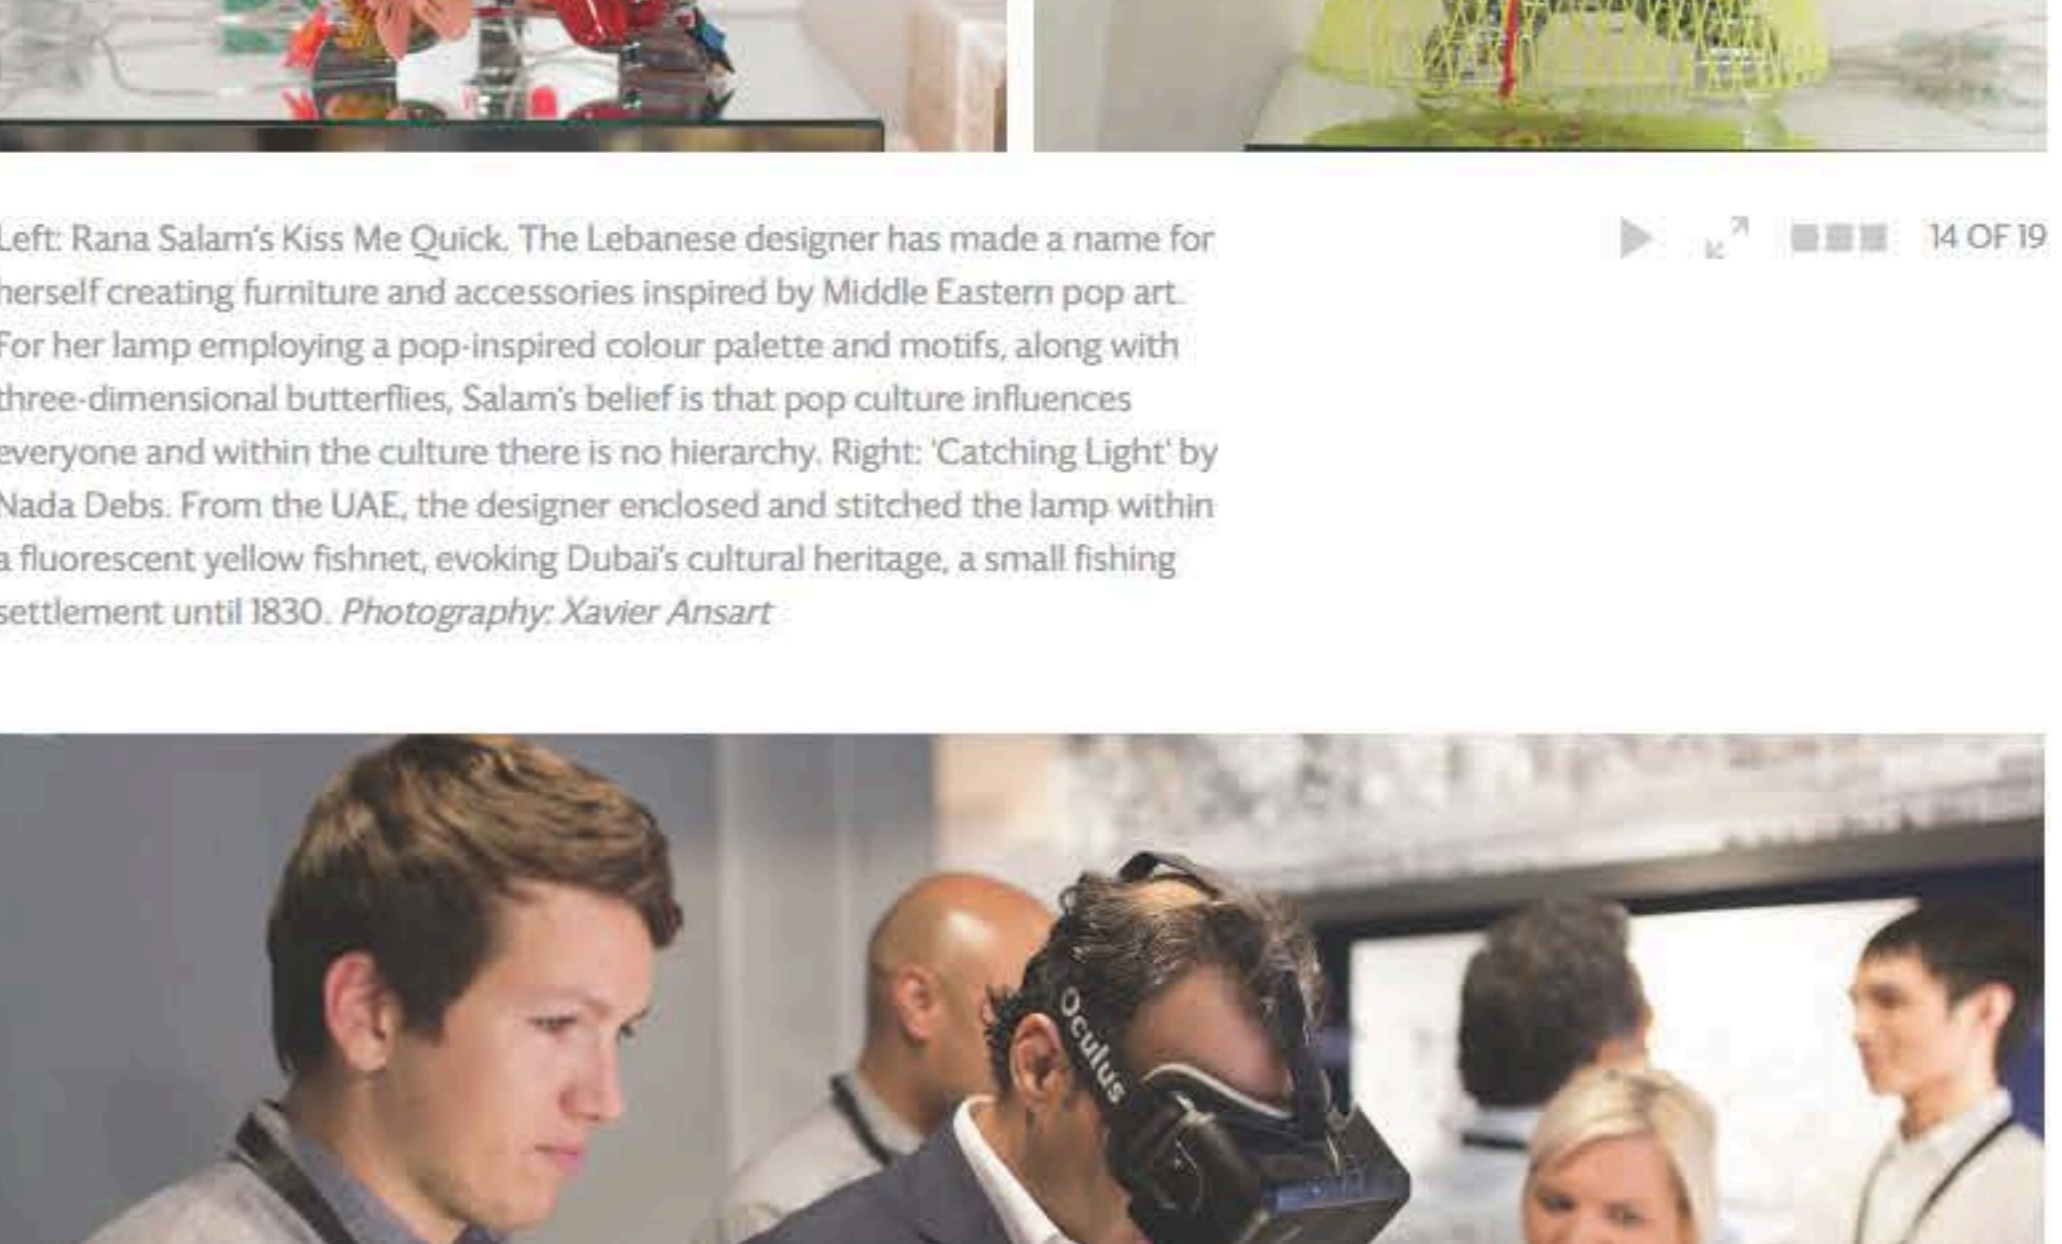 Left: Rana Salam's Kiss Me Quick. The Lebanese designer has made a name for
herself creating furniture and accessories inspired by Middle Eastern pop art.
For her lamp employing a pop-inspired colour palette and motifs, along with
three-dimensional butterflies, Salam's belief is that pop culture influences
everyone and within the culture there is no hierarchy. Right: 'Catching Light' by
Nada Debs. From the UAE, the designer enclosed and stitched the lamp within
a fluorescent yellow fishnet, evoking Dubai's cultural heritage, a small fishing
settlement until 1830. Photography: Xavier Ansart
14 OF 19
Oculus